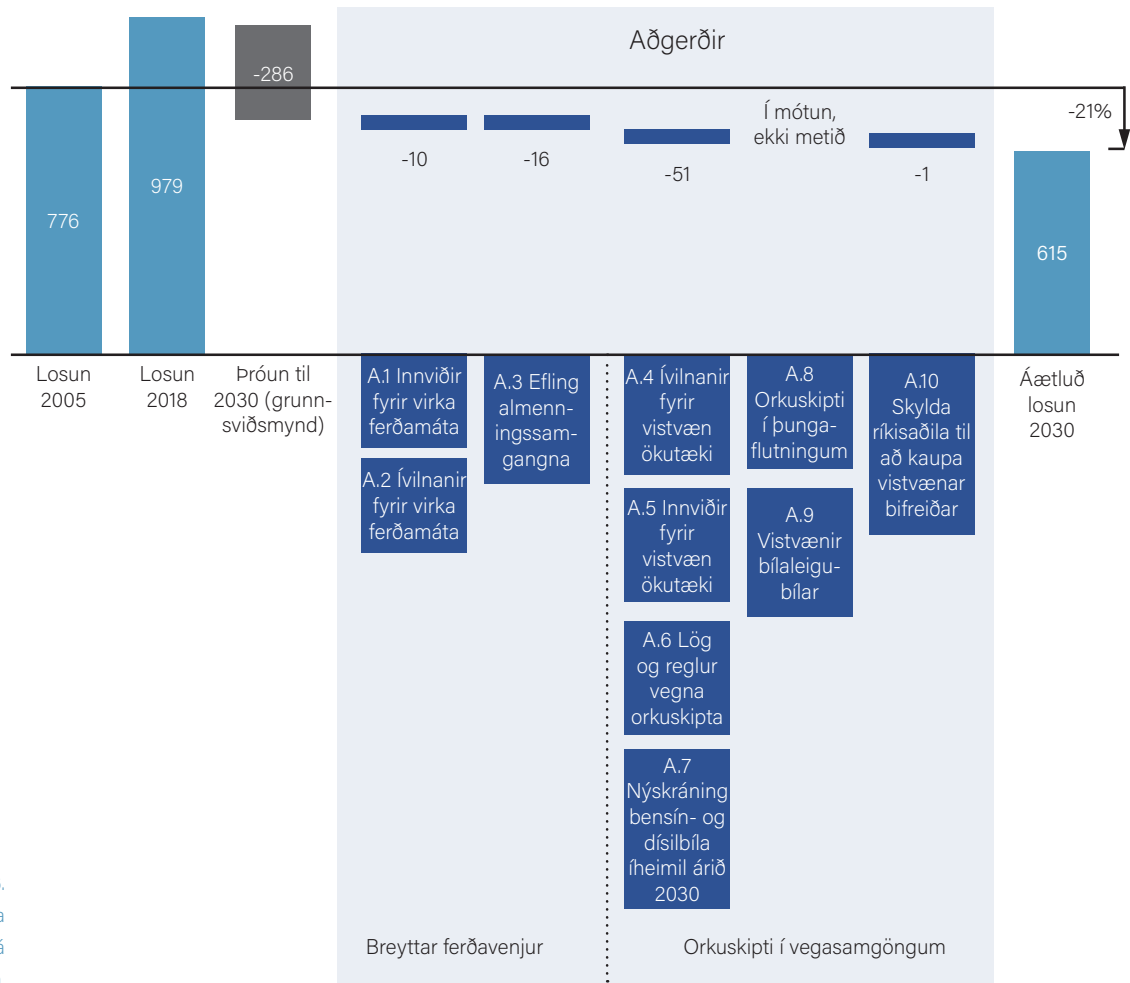 Aðgerðir
-286
-21%
Í mótun,
ekki metið
-10
-16
-51
-1
979
776
615
Losun
2005
Losun
2018
Þróun til
2030 (grunn-
sviðsmynd)
A.1 Innviðir
fyrir virka
ferðamáta
A.2 Ívilnanir
fyrir virka
ferðamáta
A.3 Efling
almenn-
ingssam-
gangna
A.4 Ívilnanir
fyrir
vistvæn
ökutæki
A.5 Innviðir
fyrir
vistvæn
ökutæki
A.6 Lög
og reglur
vegna
orkuskipta
A.7
Nýskráning
bensín- og
dísilbíla
íheimil árið
2030
A.8
Orkuskipti
í þunga-
flutningum
A.9
Vistvænir
bílaleigu-
bílar
A.10
Skylda
ríkisaðila til
að kaupa
vistvænar
bifreiðar
Áætluð
losun
2030
Breyttar ferðavenjur
Orkuskipti í vegasamgöngum